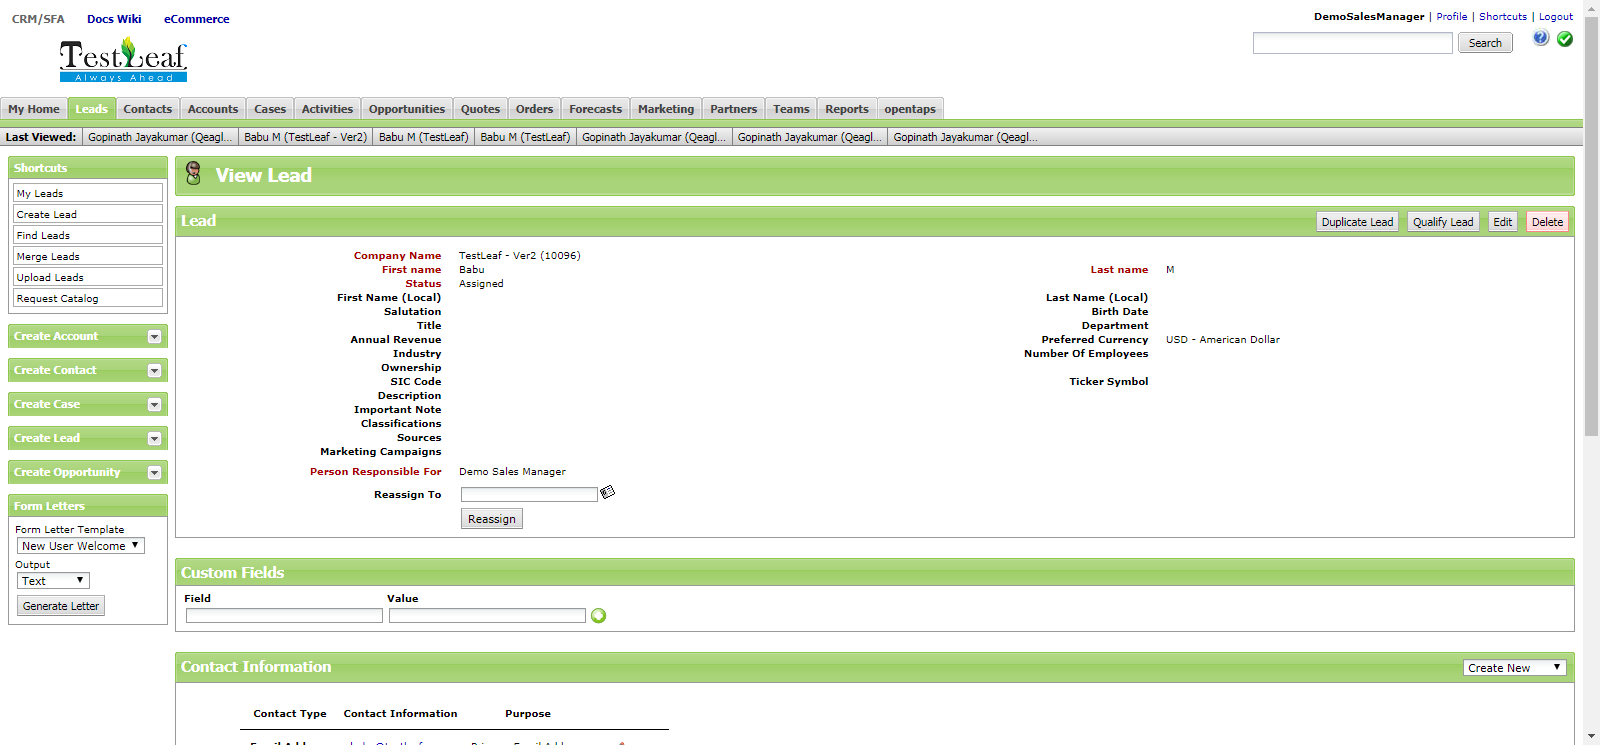 CRM/SFA Docs Wiki eCommerce
DemoSalesManager | Profile | Shortcuts | Logout
TestLeaf
Always Ahead
Search
My Home Leads Contacts Accounts Cases Activities Opportunities Quotes Orders Forecasts Marketing Partners Teams Reports opentaps
Last Viewed: Gopinath Jayakumar (Qeagl... Babu M (TestLeaf - Ver2) Babu M (TestLeaf) Babu M (TestLeaf) Gopinath Jayakumar (Qeagl... Gopinath Jayakumar (Qeagl... Gopinath Jayakumar (Qeagl...
Shortcuts
My Leads
Create Lead
Find Leads
Merge Leads
Upload Leads
Request Catalog
Create Account
Create Contact
Create Case
Create Lead
Create Opportunity
Form Letters
Form Letter Template
New User Welcome
Output
Text
Generate Letter
View Lead
Lead
Duplicate Lead Qualify Lead Edit Delete
Company Name TestLeaf - Ver2 (10096)
First name Babu Last name M
Status Assigned
First Name (Local) Last Name (Local)
Salutation Birth Date
Title Department
Annual Revenue Preferred Currency USD - American Dollar
Industry Number Of Employees
Ownership
SIC Code Ticker Symbol
Description
Important Note
Classifications
Sources
Marketing Campaigns
Person Responsible For Demo Sales Manager
Reassign To
Reassign
Custom Fields
Field Value
Contact Information
Create New
Contact Type Contact Information Purpose